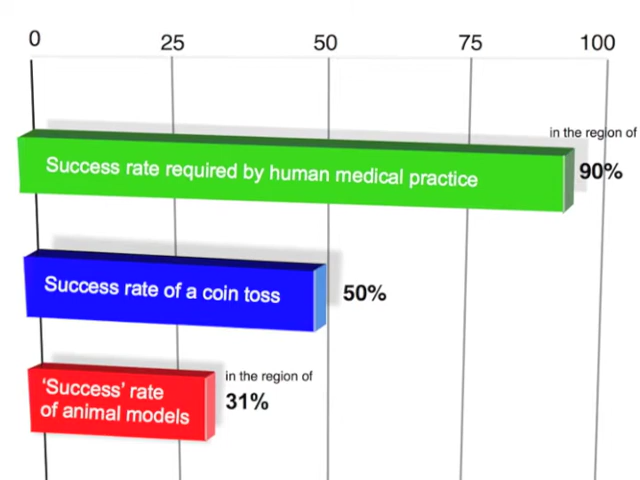 0 25 50 75 100
in the region of
Success rate required by human medical practice 90%
Success rate of a coin toss 50%
in the region of
‘Success’ rate
of animal models 31%